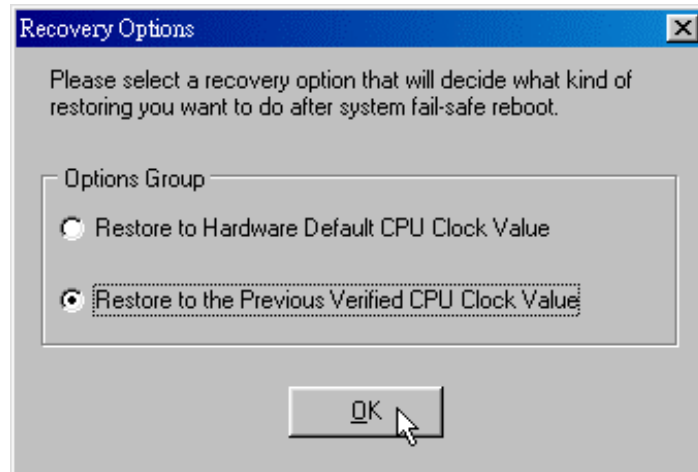 Recovery Options
Please select a recovery option that will decide what kind of
restoring you want to do after system fail-safe reboot.
Options Group
Restore to Hardware Default CPU Clock Value
Restore to the Previous Verified CPU Clock Value
OK